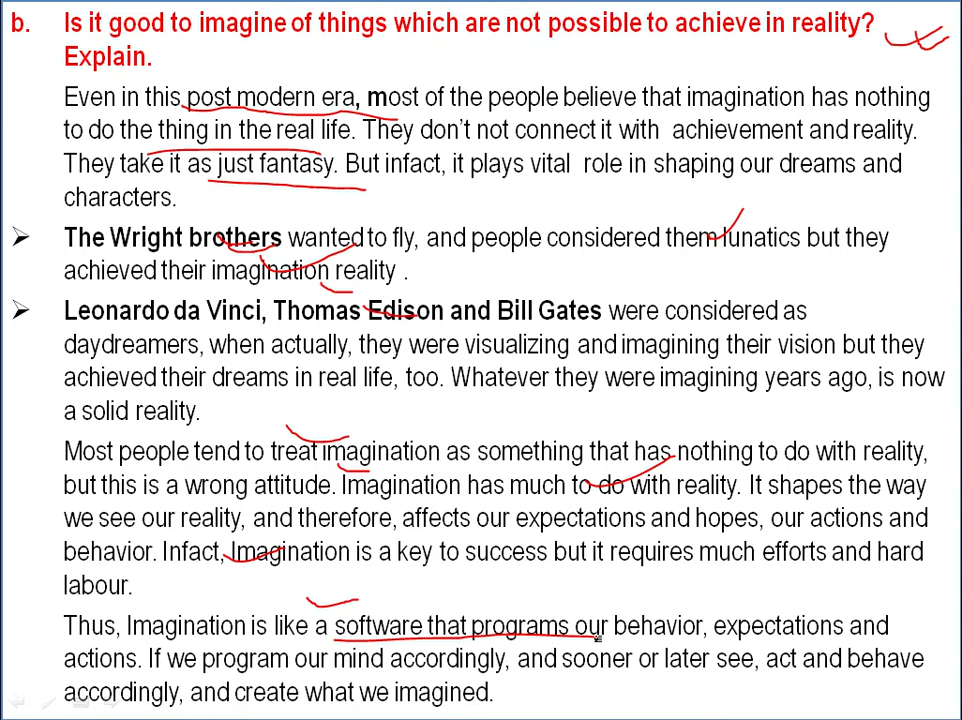 b. Is it good to imagine of things which are not possible to achieve in reality?
Explain.
Even in this post modern era, most of the people believe that imagination has nothing
to do the thing in the real life. They don't not connect it with achievement and reality.
They take it as just fantasy. But infact, it plays vital role in shaping our dreams and
characters.
➢ The Wright brothers wanted to fly, and people considered them lunatics but they
achieved their imagination reality .
➢ Leonardo da Vinci, Thomas Edison and Bill Gates were considered as
daydreamers, when actually, they were visualizing and imagining their vision but they
achieved their dreams in real life, too. Whatever they were imagining years ago, is now
a solid reality.
Most people tend to treat imagination as something that has nothing to do with reality,
but this is a wrong attitude. Imagination has much to do with reality. It shapes the way
we see our reality, and therefore, affects our expectations and hopes, our actions and
behavior. Infact, Imagination is a key to success but it requires much efforts and hard
labour.
Thus, Imagination is like a software that programs our behavior, expectations and
actions. If we program our mind accordingly, and sooner or later see, act and behave
accordingly, and create what we imagined.